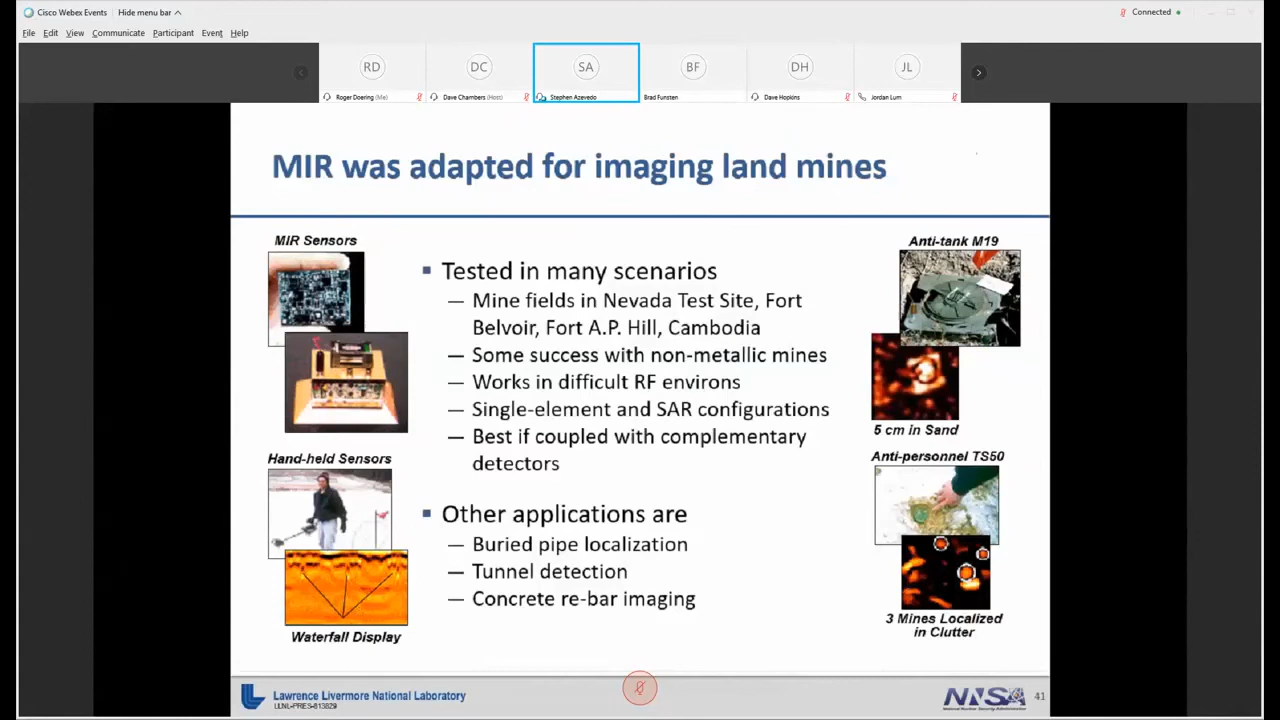 Cisco Webex Events
Hide menu bar
Connected
File Edit View Communicate Participant Event Help
RD
DC
SA
BF
DH
JL
Roger Doering (Me)
Dave Chambers (Host)
Stephen Azevedo
Brad Funsten
Dave Hopkins
Jordan Lum
MIR was adapted for imaging land mines
MIR Sensors
Hand-held Sensors
Waterfall Display
▪ Tested in many scenarios
— Mine fields in Nevada Test Site, Fort
Belvoir, Fort A.P. Hill, Cambodia
— Some success with non-metallic mines
— Works in difficult RF environs
— Single-element and SAR configurations
— Best if coupled with complementary
detectors
▪ Other applications are
— Buried pipe localization
— Tunnel detection
— Concrete re-bar imaging
Anti-tank M19
5 cm in Sand
Anti-personnel TS50
3 Mines Localized
in Clutter
Lawrence Livermore National Laboratory
LLNL-PRES-813829
NNSA
National Nuclear Security Administration
41